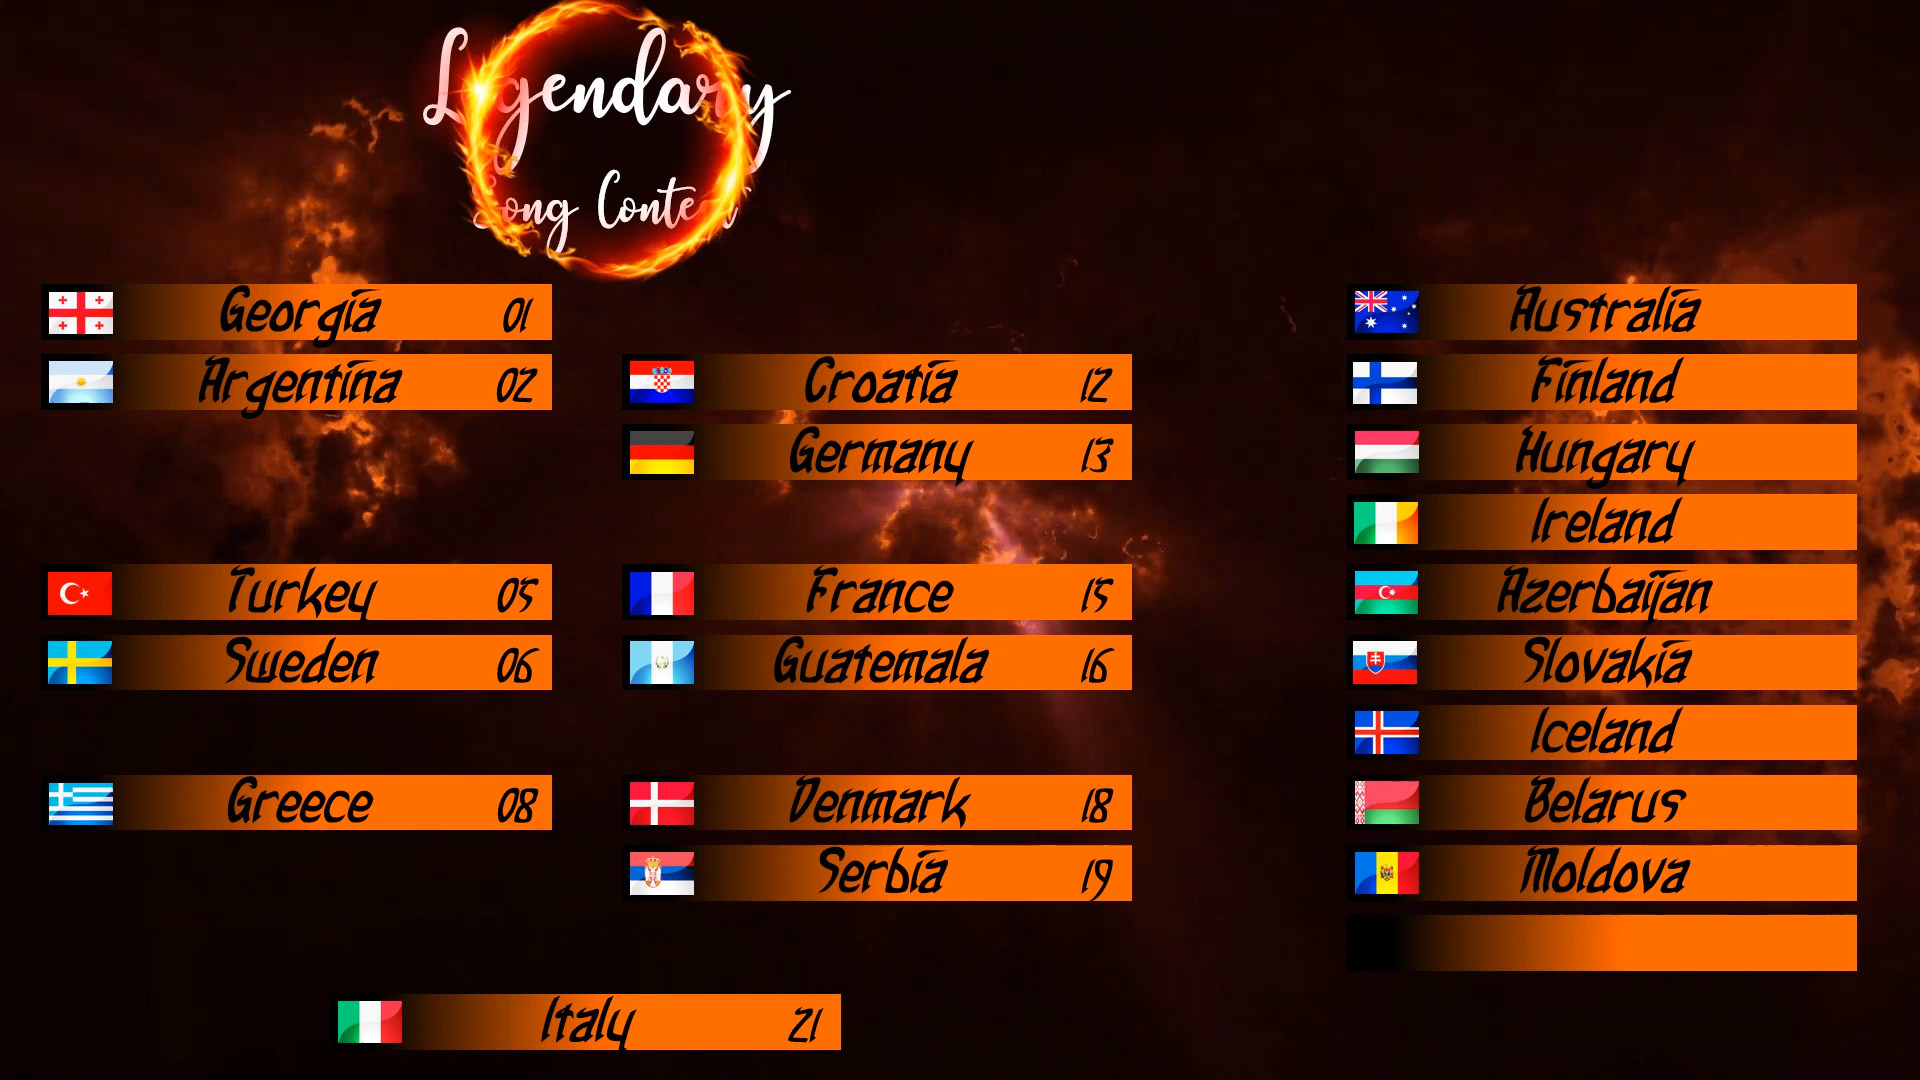 Legendary
Song Contest
Georgia 01
Argentina 02
Turkey 05
Sweden 06
Greece 08
Croatia 12
Germany 13
France 15
Guatemala 16
Denmark 18
Serbia 19
Italy 21
Australia
Finland
Hungary
Ireland
Azerbaijan
Slovakia
Iceland
Belarus
Moldova